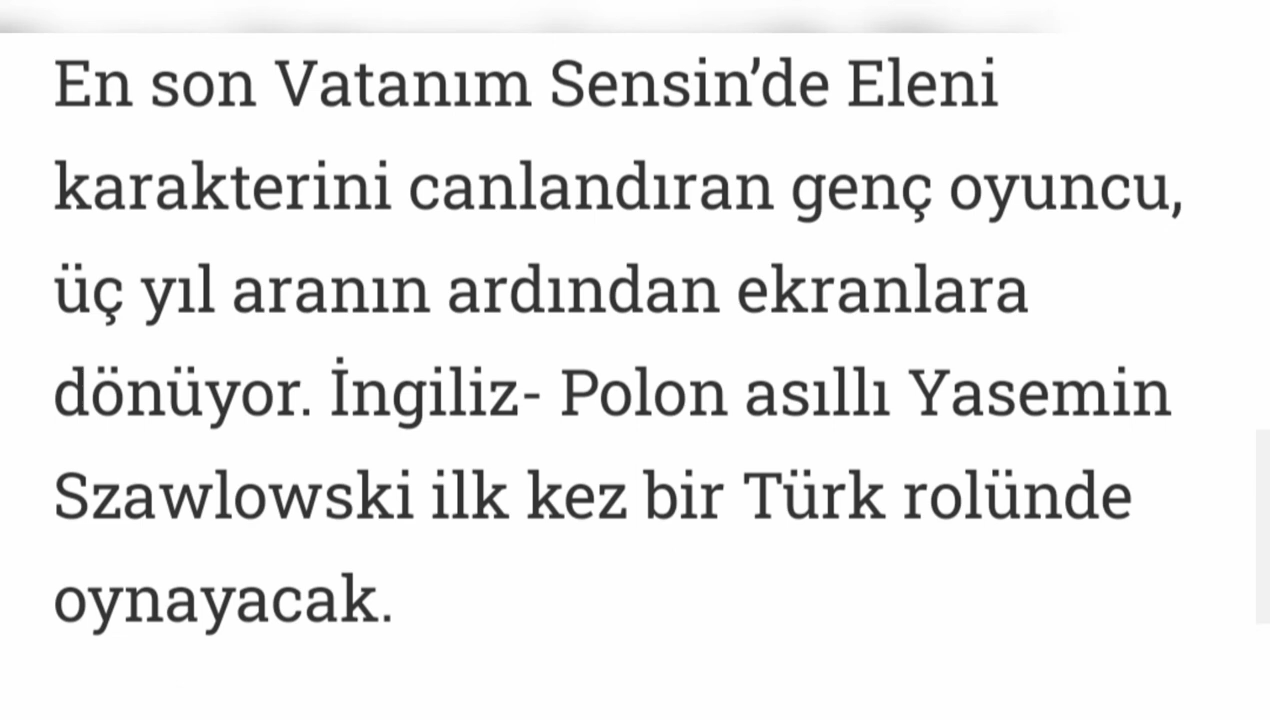 En son Vatanım Sensin’de Eleni
karakterini canlandıran genç oyuncu,
üç yıl aranın ardından ekranlara
dönüyor. İngiliz- Polon asıllı Yasemin
Szawlowski ilk kez bir Türk rolünde
oynayacak.